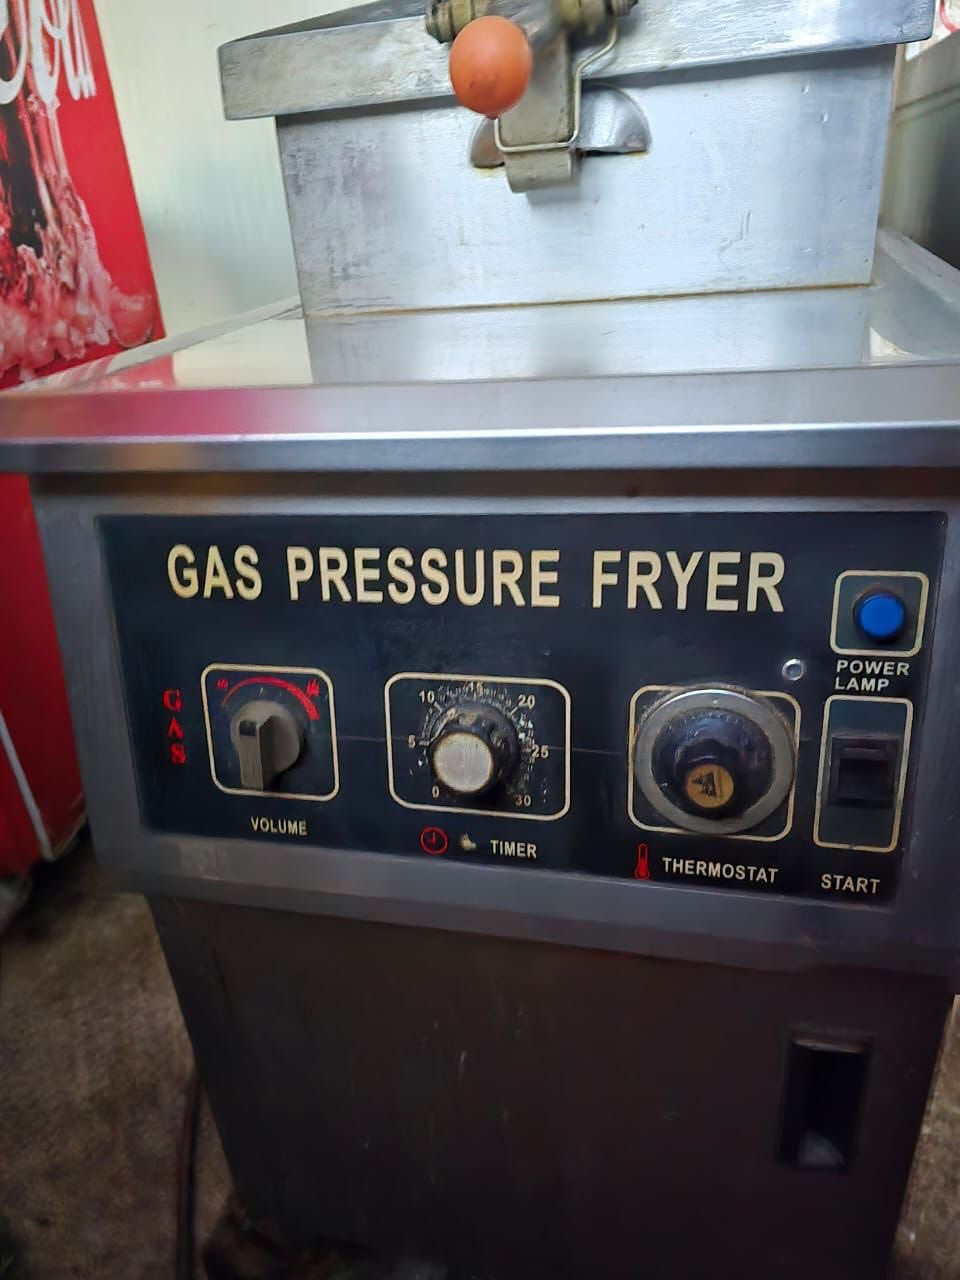 GAS PRESSURE FRYER
POWER
LAMP
GAS
10 15 20
5 25
0 30
VOLUME
TIMER
THERMOSTAT
START